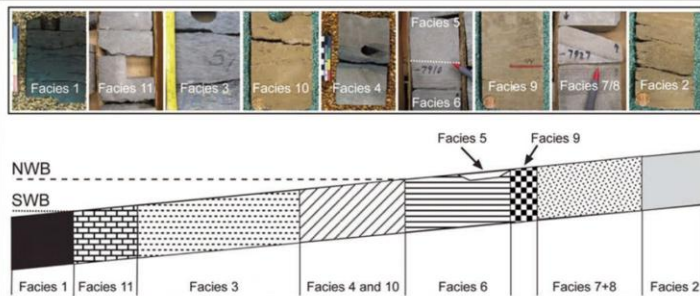 Facies 5
Facies 1
Facies 11
Facies 3
Facies 10
Facies 4
-7910
Facies 6
Facies 9
-7927
Facies 7/8
Facies 2
Facies 5
Facies 9
NWB
SWB
Facies 1
Facies 11
Facies 3
Facies 4 and 10
Facies 6
Facies 7+8
Facies 2